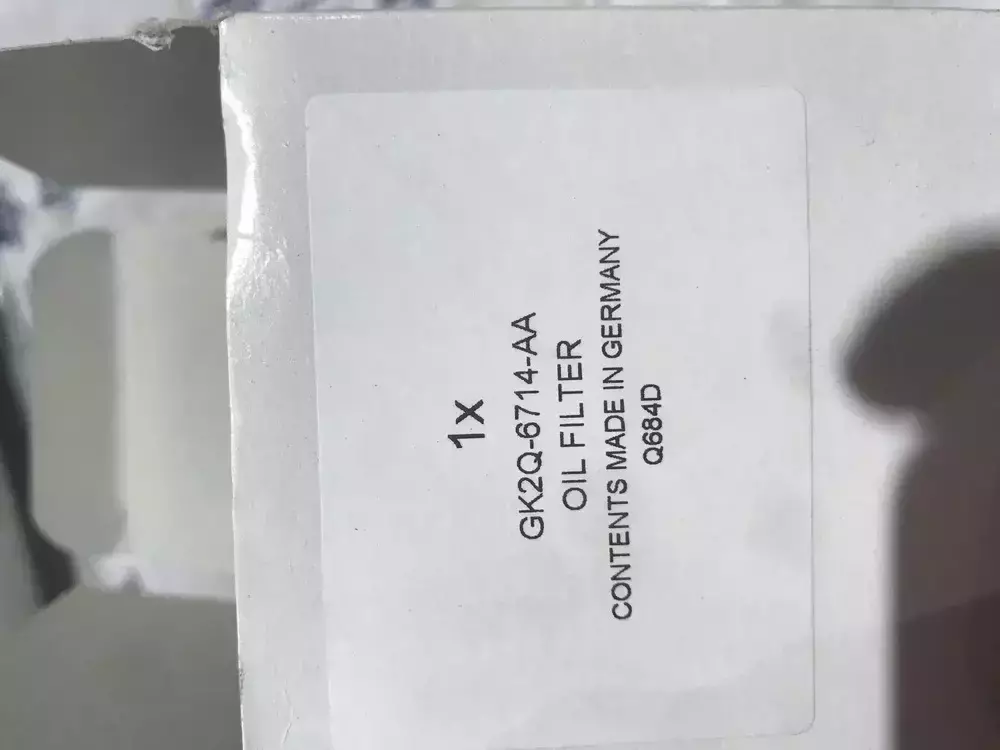 1x
GK2Q-6714-AA
OIL FILTER
CONTENTS MADE IN GERMANY
Q684D